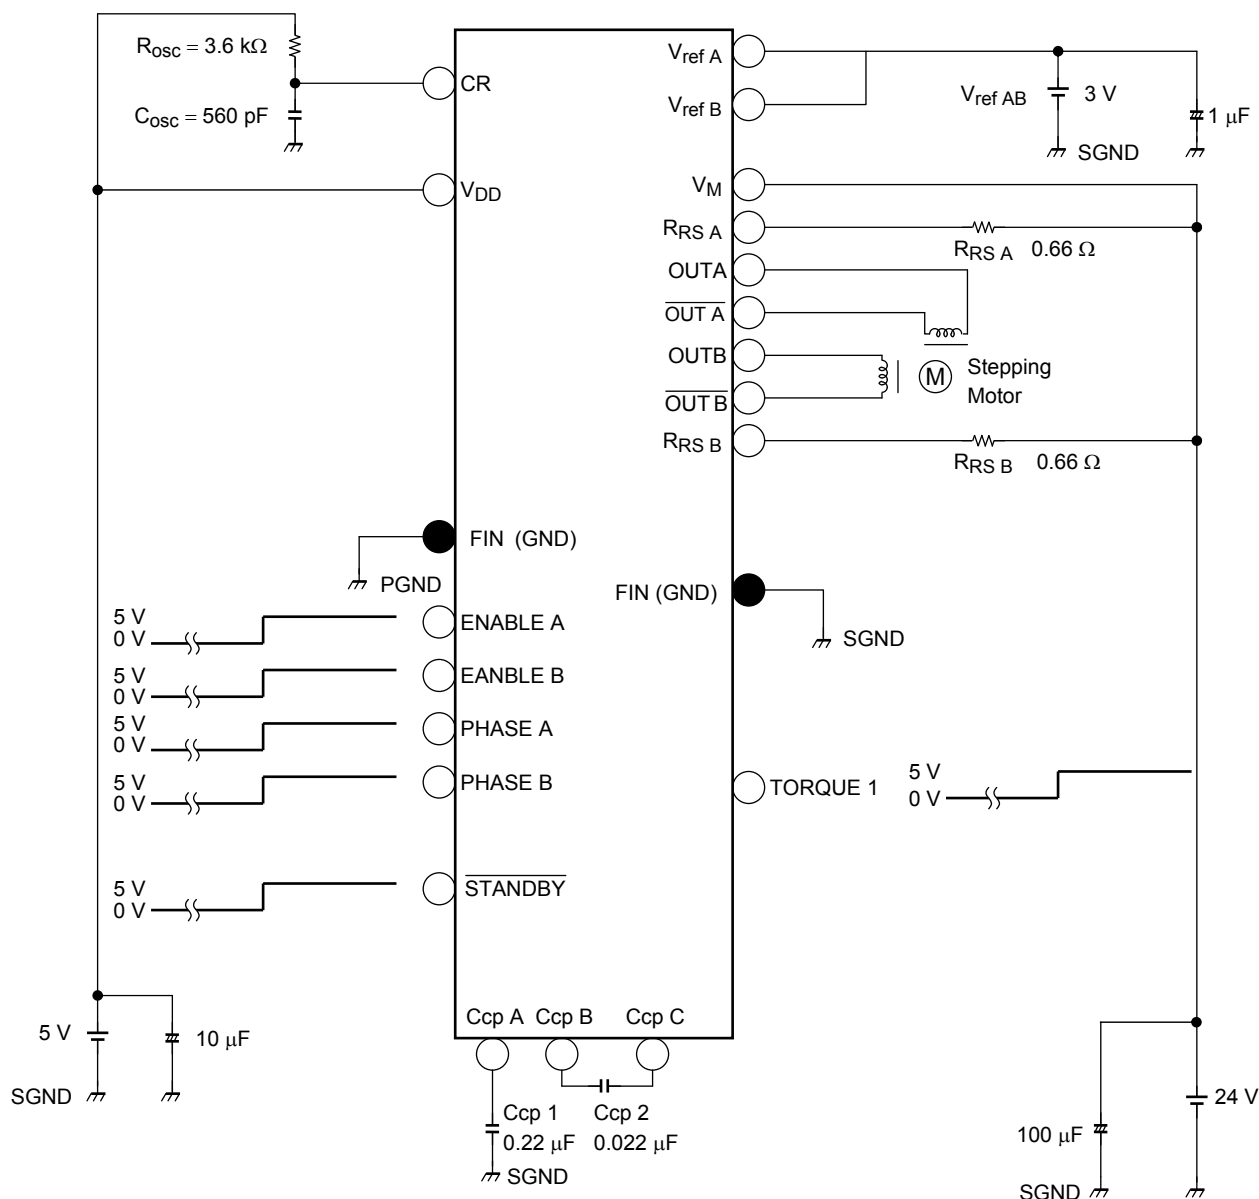 Rosc = 3.6 kΩ
Cosc = 560 pF
CR
VDD
Vref A
Vref B
Vref AB
3 V
1 μF
SGND
VM
RRS A
RRS A 0.66 Ω
OUTA
OUT A
OUTB
OUT B
M
Stepping
Motor
RRS B
RRS B 0.66 Ω
FIN (GND)
PGND
FIN (GND)
SGND
5 V
0 V
ENABLE A
5 V
0 V
EANBLE B
5 V
0 V
PHASE A
5 V
0 V
PHASE B
TORQUE 1
5 V
0 V
5 V
0 V
STANDBY
5 V
10 μF
SGND
Ccp A
Ccp B
Ccp C
Ccp 1
0.22 μF
SGND
Ccp 2
0.022 μF
100 μF
24 V
SGND